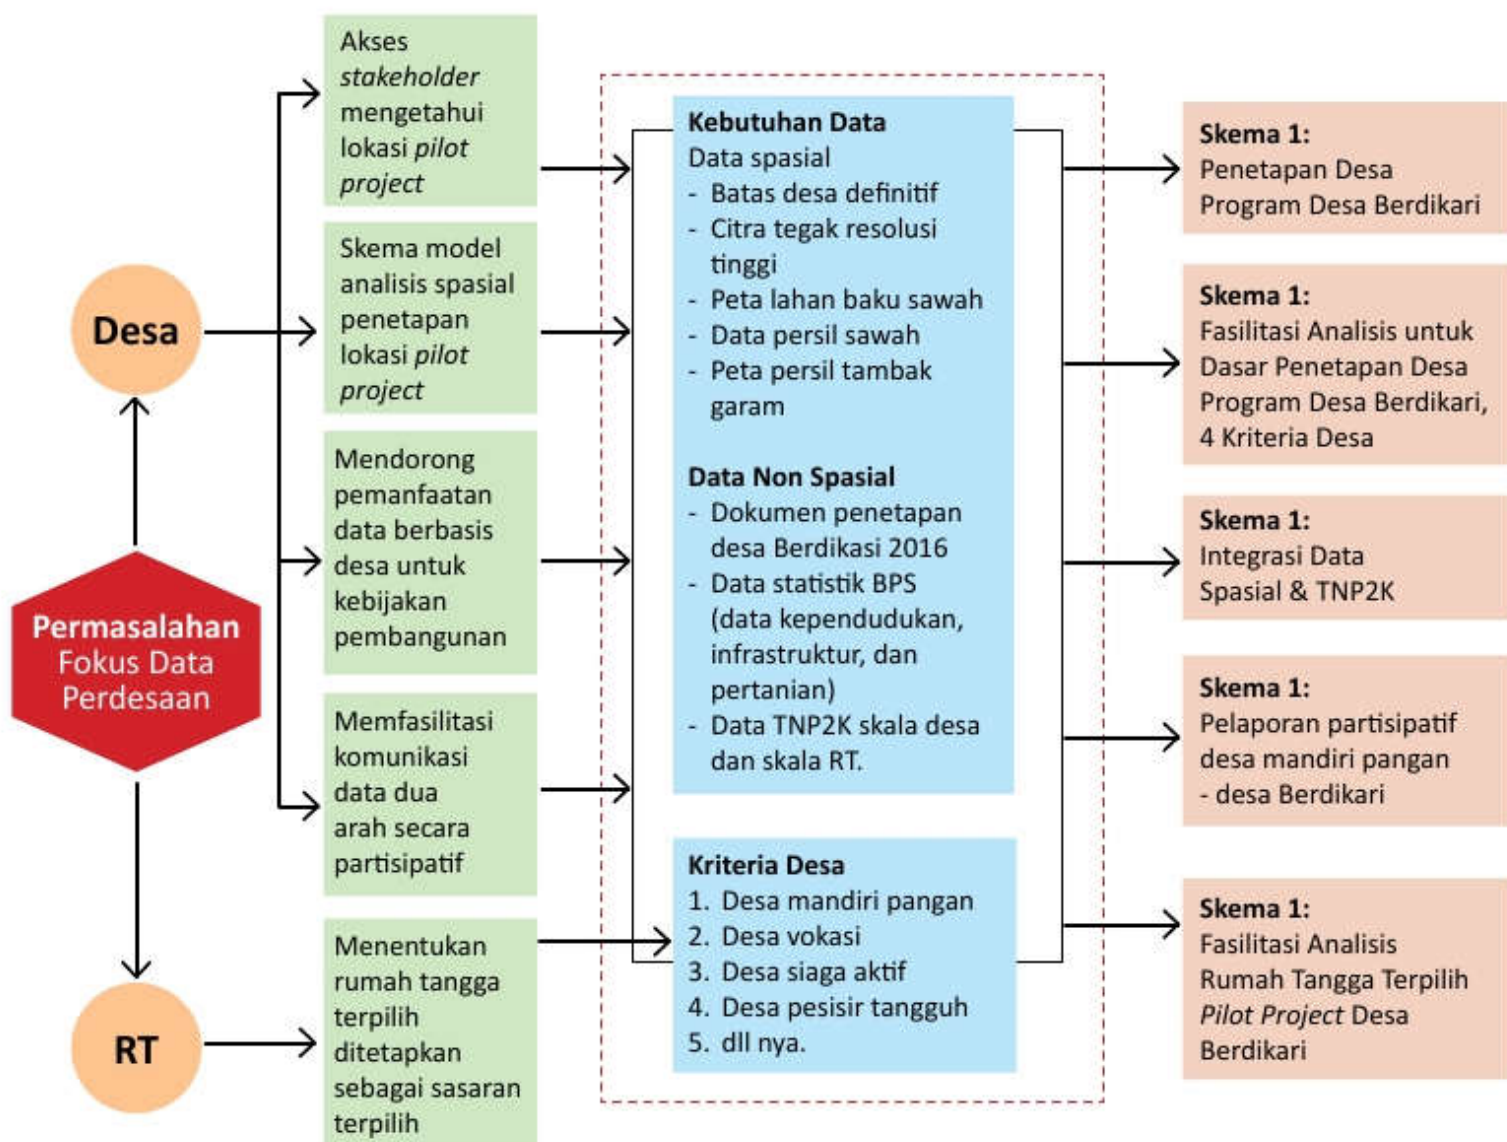 Permasalahan
Fokus Data
Perdesaan
Desa
RT
Akses
stakeholder
mengetahui
lokasi pilot
project
Skema model
analisis spasial
penetapan
lokasi pilot
project
Mendorong
pemanfaatan
data berbasis
desa untuk
kebijakan
pembangunan
Memfasilitasi
komunikasi
data dua
arah secara
partisipatif
Menentukan
rumah tangga
terpilih
ditetapkan
sebagai sasaran
terpilih
Kebutuhan Data
Data spasial
- Batas desa definitif
- Citra tegak resolusi
tinggi
- Peta lahan baku sawah
- Data persil sawah
- Peta persil tambak
garam
Data Non Spasial
- Dokumen penetapan
desa Berdikasi 2016
- Data statistik BPS
(data kependudukan,
infrastruktur, dan
pertanian)
- Data TNP2K skala desa
dan skala RT.
Kriteria Desa
1. Desa mandiri pangan
2. Desa vokasi
3. Desa siaga aktif
4. Desa pesisir tangguh
5. dll nya.
Skema 1:
Penetapan Desa
Program Desa Berdikari
Skema 1:
Fasilitasi Analisis untuk
Dasar Penetapan Desa
Program Desa Berdikari,
4 Kriteria Desa
Skema 1:
Integrasi Data
Spasial & TNP2K
Skema 1:
Pelaporan partisipatif
desa mandiri pangan
- desa Berdikari
Skema 1:
Fasilitasi Analisis
Rumah Tangga Terpilih
Pilot Project Desa
Berdikari